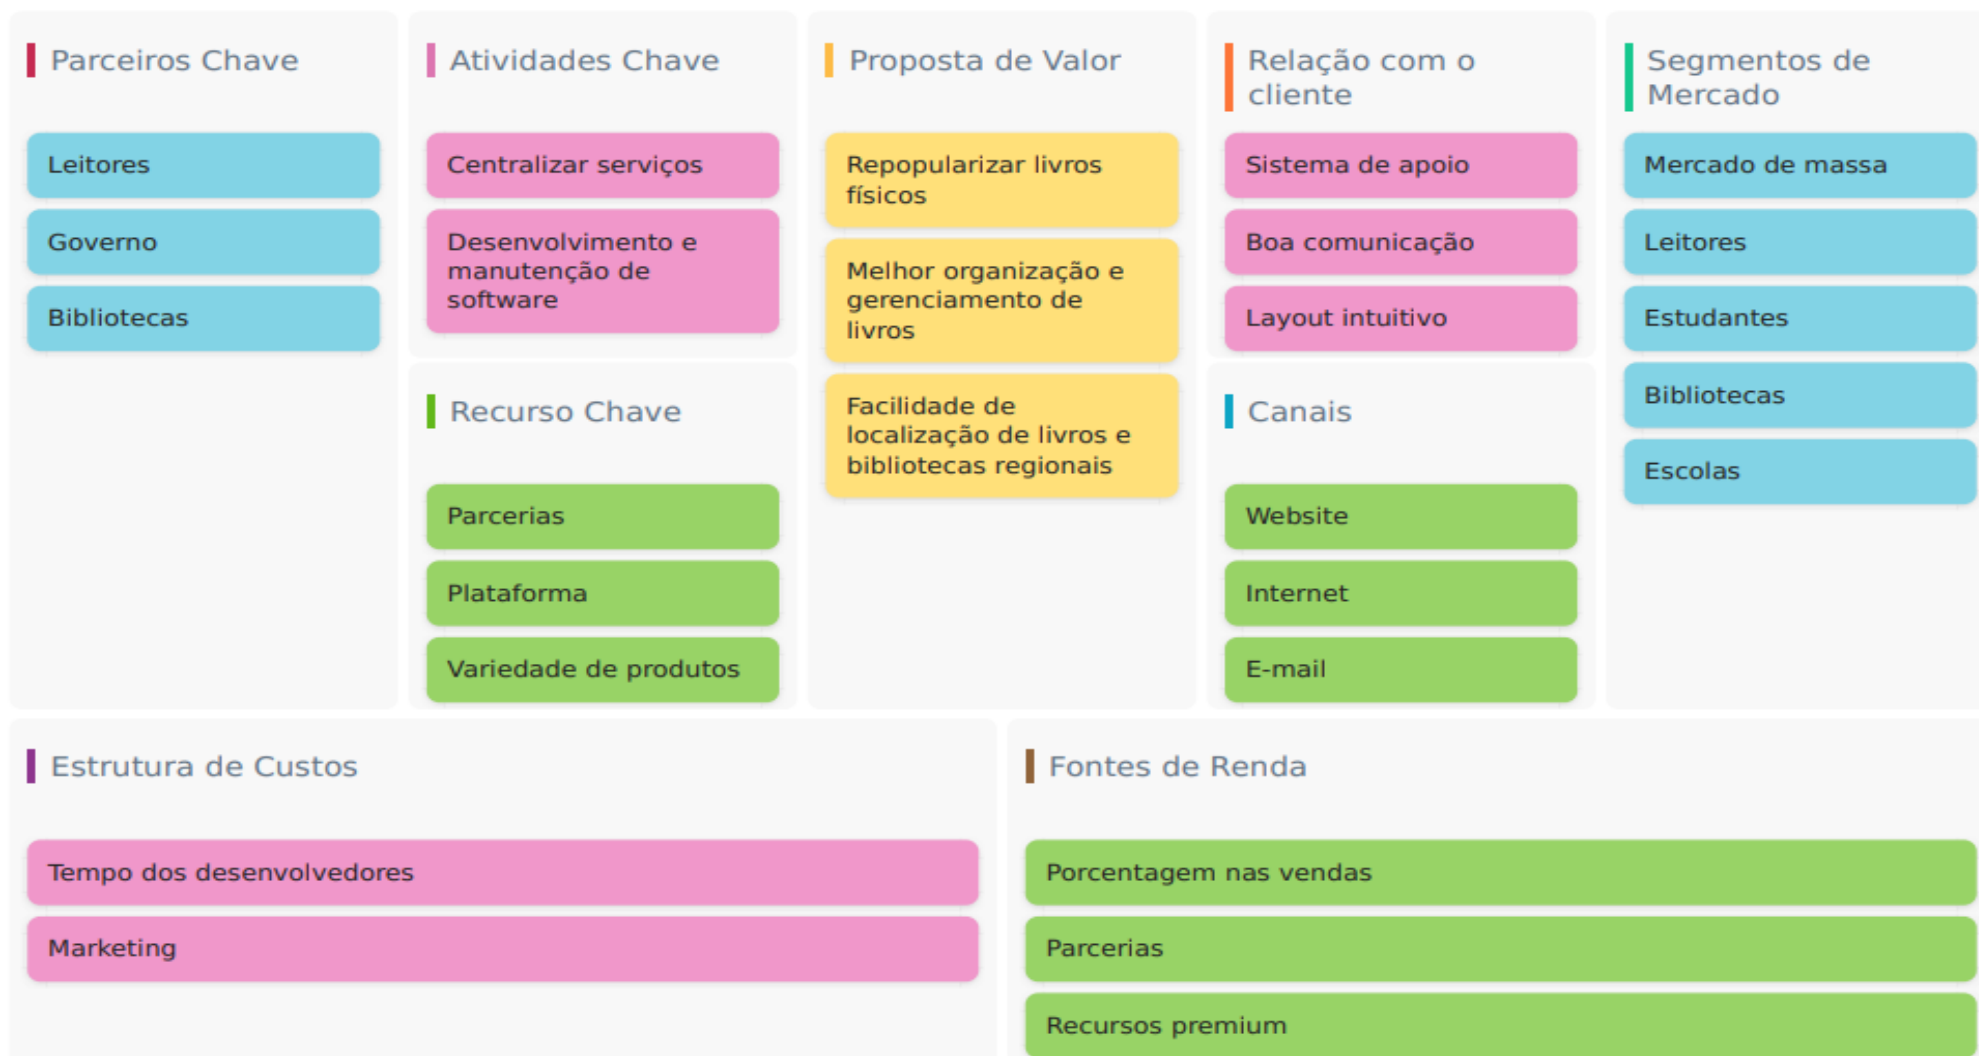 Parceiros Chave
Leitores
Governo
Bibliotecas
Atividades Chave
Centralizar serviços
Desenvolvimento e
manutenção de
software
Recurso Chave
Parcerias
Plataforma
Variedade de produtos
Proposta de Valor
Repopularizar livros
físicos
Melhor organização e
gerenciamento de
livros
Facilidade de
localização de livros e
bibliotecas regionais
Relação com o
cliente
Sistema de apoio
Boa comunicação
Layout intuitivo
Canais
Website
Internet
E-mail
Segmentos de
Mercado
Mercado de massa
Leitores
Estudantes
Bibliotecas
Escolas
Estrutura de Custos
Tempo dos desenvolvedores
Marketing
Fontes de Renda
Porcentagem nas vendas
Parcerias
Recursos premium